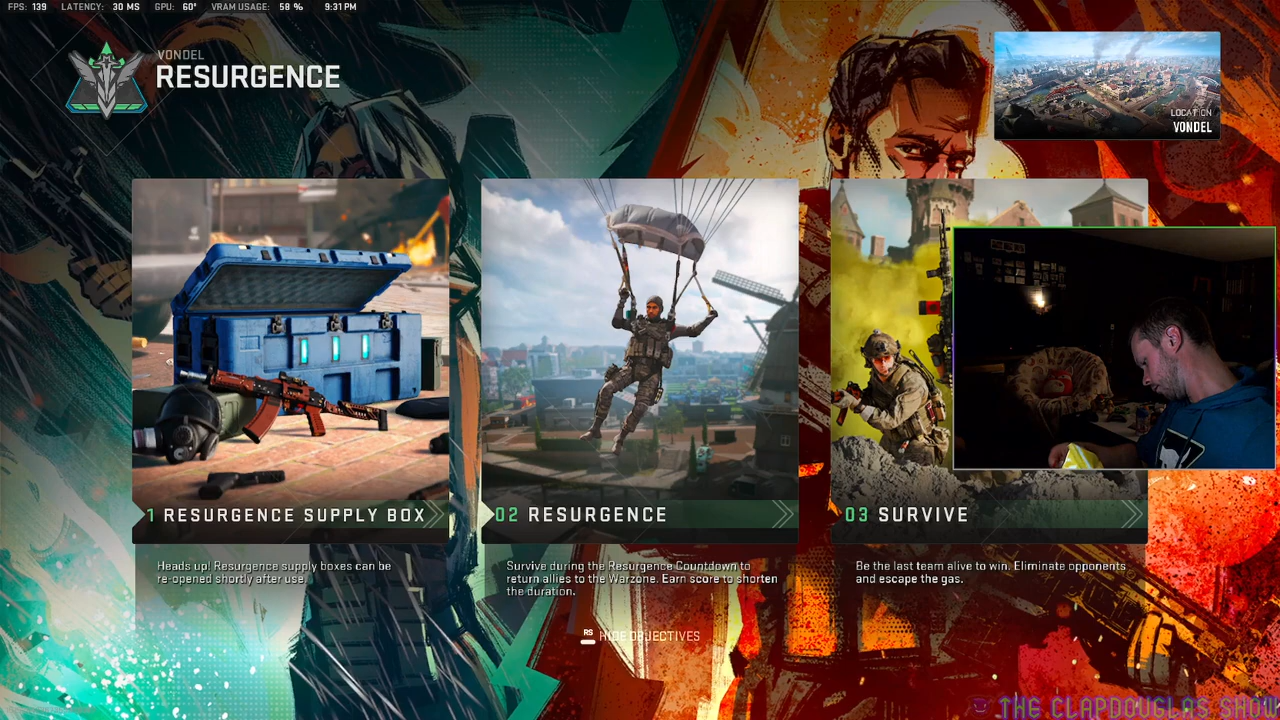 FPS: 139 LATENCY: 30 MS GPU: 60° VRAM USAGE: 58 % 9:31PM
VONDEL
RESURGENCE
LOCATION
VONDEL
1 RESURGENCE SUPPLY BOX
02 RESURGENCE
03 SURVIVE
Heads up! Resurgence supply boxes can be
re-opened shortly after use.
Survive during the Resurgence Countdown to
return allies to the Warzone. Earn score to shorten
the duration.
Be the last team alive to win. Eliminate opponents
and escape the gas.
RS HIDE OBJECTIVES
THE CLAPDOUGLAS SHOW